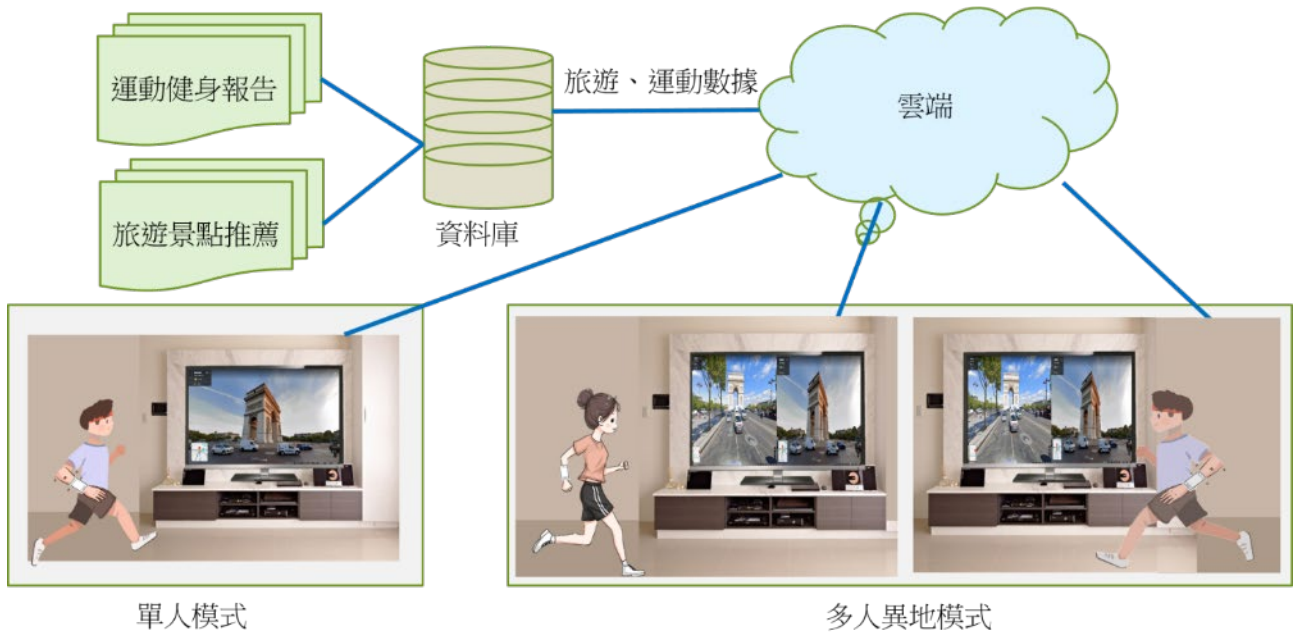 運動健身報告
旅遊、運動數據
雲端
旅遊景點推薦
資料庫
單人模式
多人異地模式